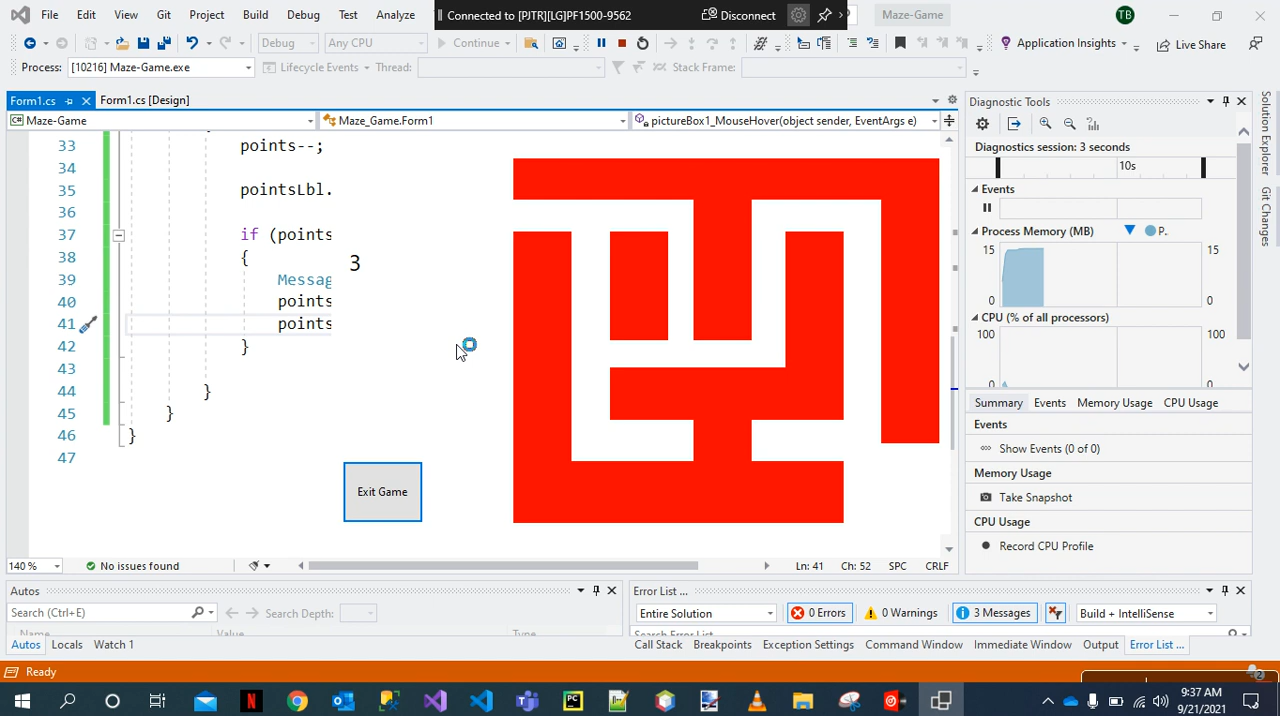 File Edit View Git Project Build Debug Test Analyze Connected to [PJTR][LG]PF1500-9562 Disconnect Maze-Game TB
Debug Any CPU Continue Application Insights Live Share
Process: [10216] Maze-Game.exe Lifecycle Events Thread: Stack Frame:
Form1.cs Form1.cs [Design]
Maze-Game Maze_Game.Form1 pictureBox1_MouseHover(object sender, EventArgs e)
33 points--;
34
35 pointsLbl.
36
37 if (points
38 {
39 Messag
40 points
41 points
42 }
43
44 }
45 }
46 }
47
3
Exit Game
140 % No issues found Ln: 41 Ch: 52 SPC CRLF
Diagnostic Tools
Diagnostics session: 3 seconds
10s
Events
Process Memory (MB) P.
15 15
0 0
CPU (% of all processors)
100 100
0 0
Summary Events Memory Usage CPU Usage
Events
Show Events (0 of 0)
Memory Usage
Take Snapshot
CPU Usage
Record CPU Profile
Solution Explorer
Git Changes
Autos
Search (Ctrl+E) Search Depth:
Name Value Type
Autos Locals Watch 1
Error List ...
Entire Solution 0 Errors 0 Warnings 3 Messages Build + IntelliSense
Search Error List
Call Stack Breakpoints Exception Settings Command Window Immediate Window Output Error List ...
Ready 2
9:37 AM
9/21/2021